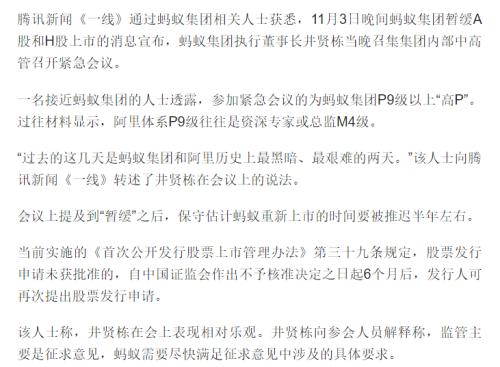 腾讯新闻《一线》通过蚂蚁集团相关人士获悉，11月3日晚间蚂蚁集团暂缓A
股和H股上市的消息宣布，蚂蚁集团执行董事长井贤栋当晚召集集团内部中高
管召开紧急会议。
一名接近蚂蚁集团的人士透露，参加紧急会议的为蚂蚁集团P9级以上“高P”。
过往材料显示，阿里体系P9级往往是资深专家或总监M4级。
“过去的这几天是蚂蚁集团和阿里历史上最黑暗、最艰难的两天。”该人士向腾
讯新闻《一线》转述了井贤栋在会议上的说法。
会议上提及到“暂缓”之后，保守估计蚂蚁重新上市的时间要被推迟半年左右。
当前实施的《首次公开发行股票上市管理办法》第三十九条规定，股票发行
申请未获批准的，自中国证监会作出不予核准决定之日起6个月后，发行人可
再次提出股票发行申请。
该人士称，井贤栋在会上表现相对乐观。井贤栋向参会人员解释称，监管主
要是征求意见，蚂蚁需要尽快满足征求意见中涉及的具体要求。